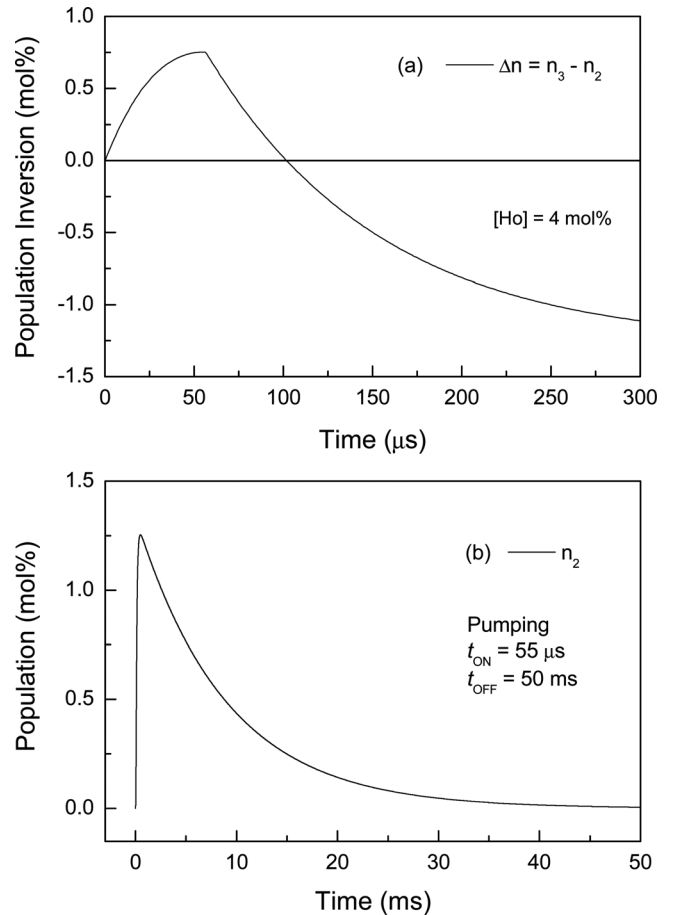 1.0
(a) Δn = n3 - n2
0.5
0.0
[Ho] = 4 mol%
-0.5
-1.0
-1.5
Population Inversion (mol%)
0 50 100 150 200 250 300
Time (μs)
1.5
(b) n2
1.0
Pumping
tON = 55 μs
tOFF = 50 ms
0.5
0.0
Population (mol%)
0 10 20 30 40 50
Time (ms)